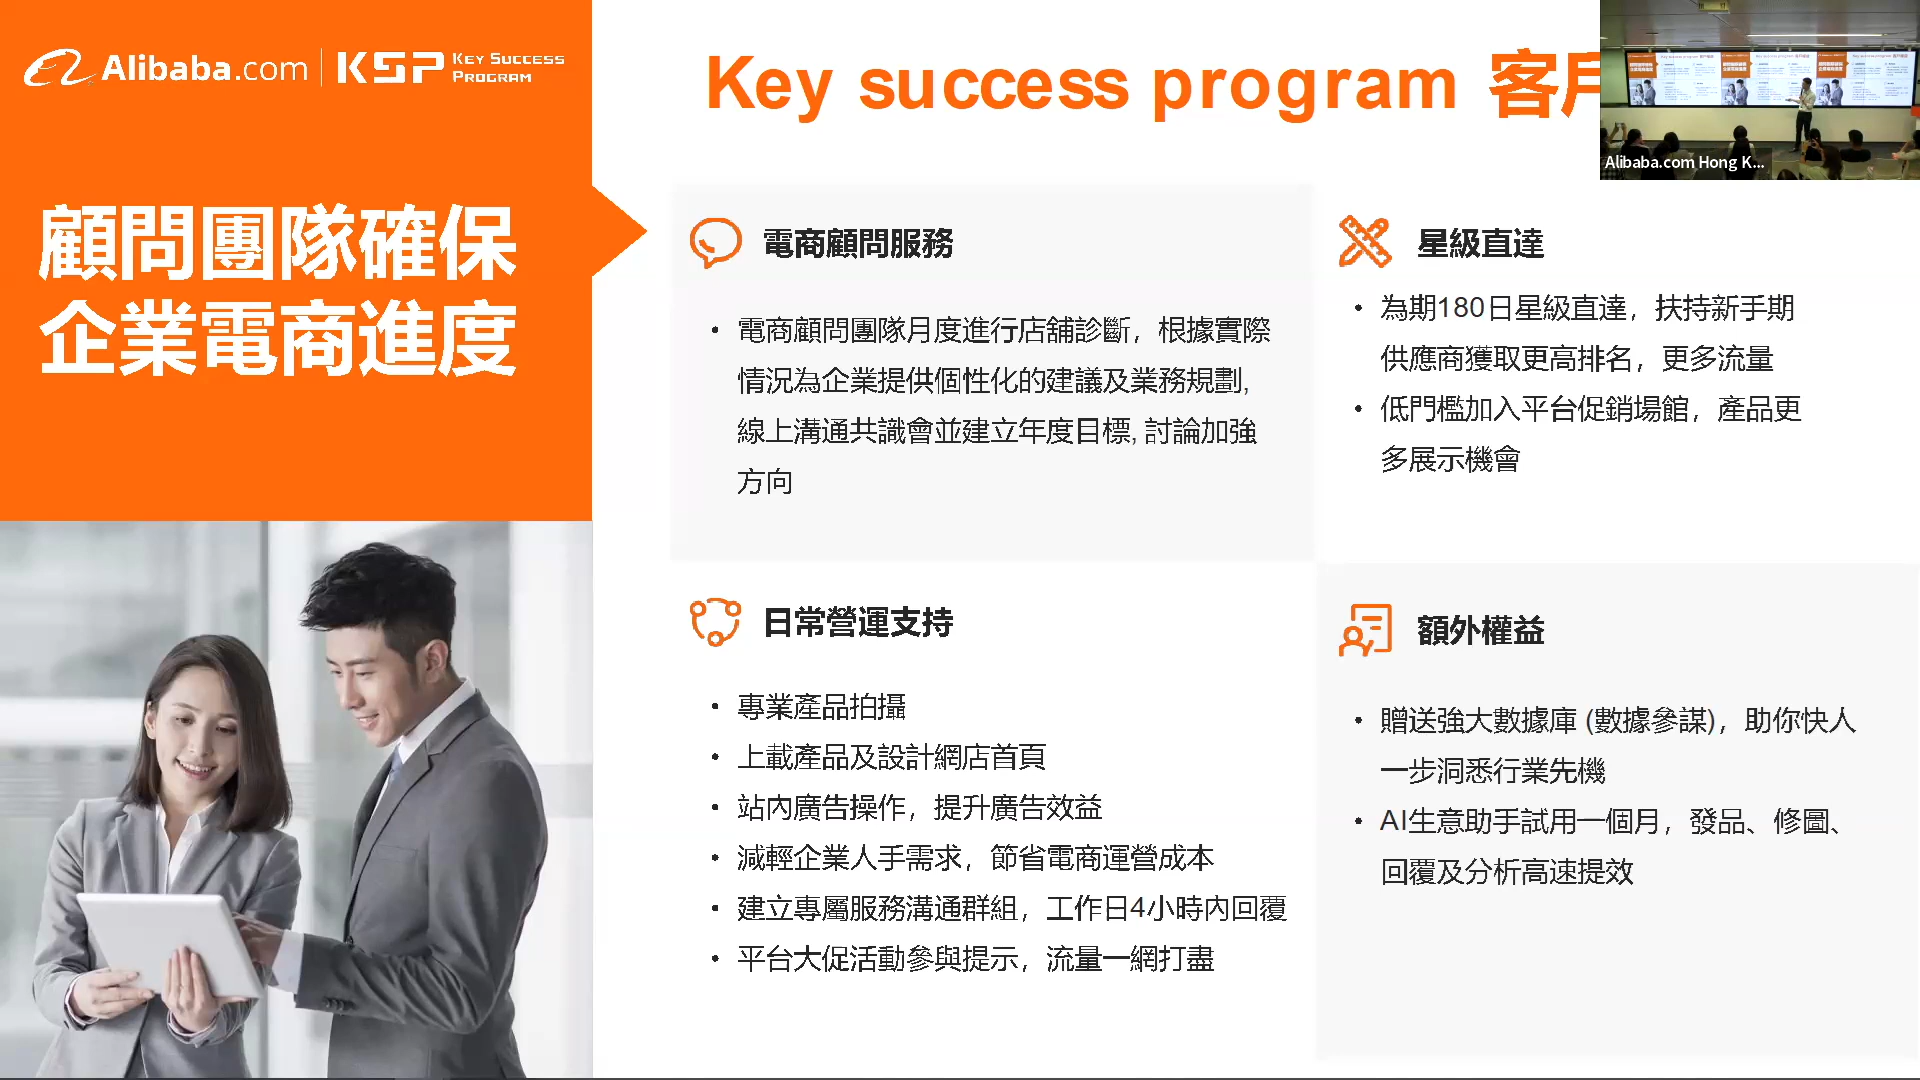 Alibaba.com
KSP
Key Success
Program
Key success program 客戶
Alibaba.com Hong K...
顧問團隊確保
企業電商進度
電商顧問服務
• 電商顧問團隊月度進行店舖診斷，根據實際
情況為企業提供個性化的建議及業務規劃,
線上溝通共識會並建立年度目標, 討論加強
方向
星級直達
• 為期180日星級直達，扶持新手期
供應商獲取更高排名，更多流量
• 低門檻加入平台促銷場館，產品更
多展示機會
日常營運支持
• 專業產品拍攝
• 上載產品及設計網店首頁
• 站內廣告操作，提升廣告效益
• 減輕企業人手需求，節省電商運營成本
• 建立專屬服務溝通群組，工作日4小時內回覆
• 平台大促活動參與提示，流量一網打盡
額外權益
• 贈送強大數據庫 (數據參謀)，助你快人
一步洞悉行業先機
• AI生意助手試用一個月，發品、修圖、
回覆及分析高速提效